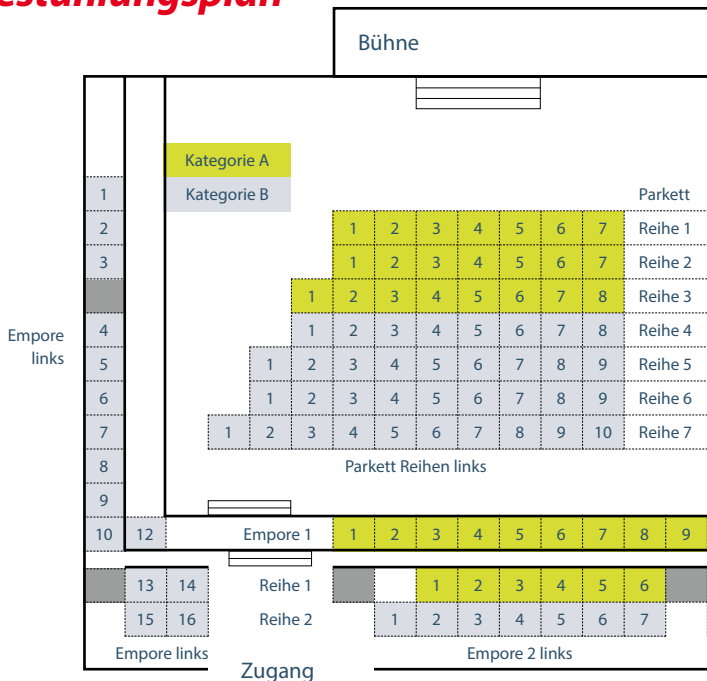 Bühne
Kategorie A
Kategorie B
Parkett
1
2
3
4
5
6
7
8
9
10
Empore
links
1 2 3 4 5 6 7 Reihe 1
1 2 3 4 5 6 7 Reihe 2
1 2 3 4 5 6 7 8 Reihe 3
1 2 3 4 5 6 7 8 Reihe 4
1 2 3 4 5 6 7 8 9 Reihe 5
1 2 3 4 5 6 7 8 9 Reihe 6
1 2 3 4 5 6 7 8 9 10 Reihe 7
Parkett Reihen links
12 Empore 1 1 2 3 4 5 6 7 8 9
13 14 Reihe 1 1 2 3 4 5 6
15 16 Reihe 2 1 2 3 4 5 6 7
Empore links
Empore 2 links
Zugang